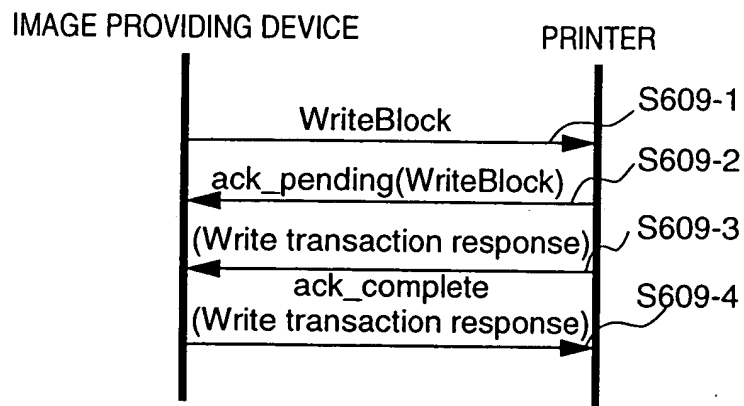 IMAGE PROVIDING DEVICE
PRINTER
S609-1
WriteBlock
S609-2
ack_pending(WriteBlock)
S609-3
(Write transaction response)
ack_complete
S609-4
(Write transaction response)